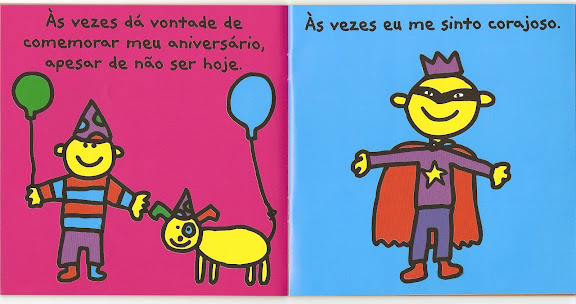 Às vezes dá vontade de
comemorar meu aniversário,
apesar de não ser hoje.
Às vezes eu me sinto corajoso.